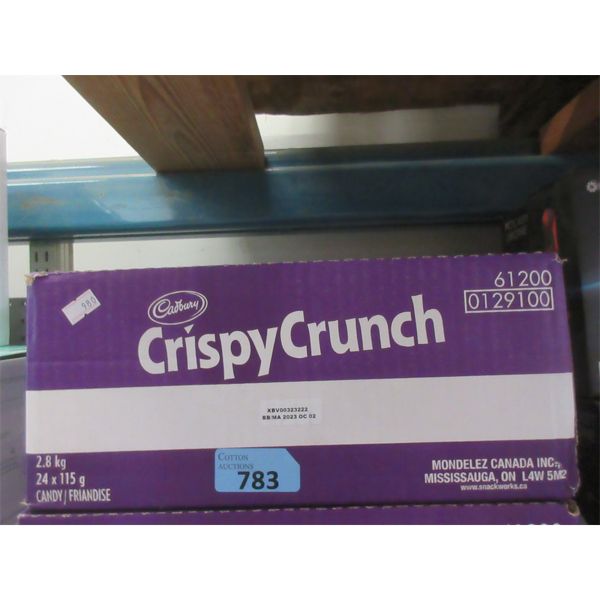 61200
0129100
980
Cadbury
CrispyCrunch
XBV00323222
BB/MA 2023 OC 02
2.8 kg
24 x 115 g
CANDY / FRIANDISE
COTTON
AUCTIONS
783
MONDELEZ CANADA INC.
MISSISSAUGA, ON L4W 5M2
www.snackworks.ca